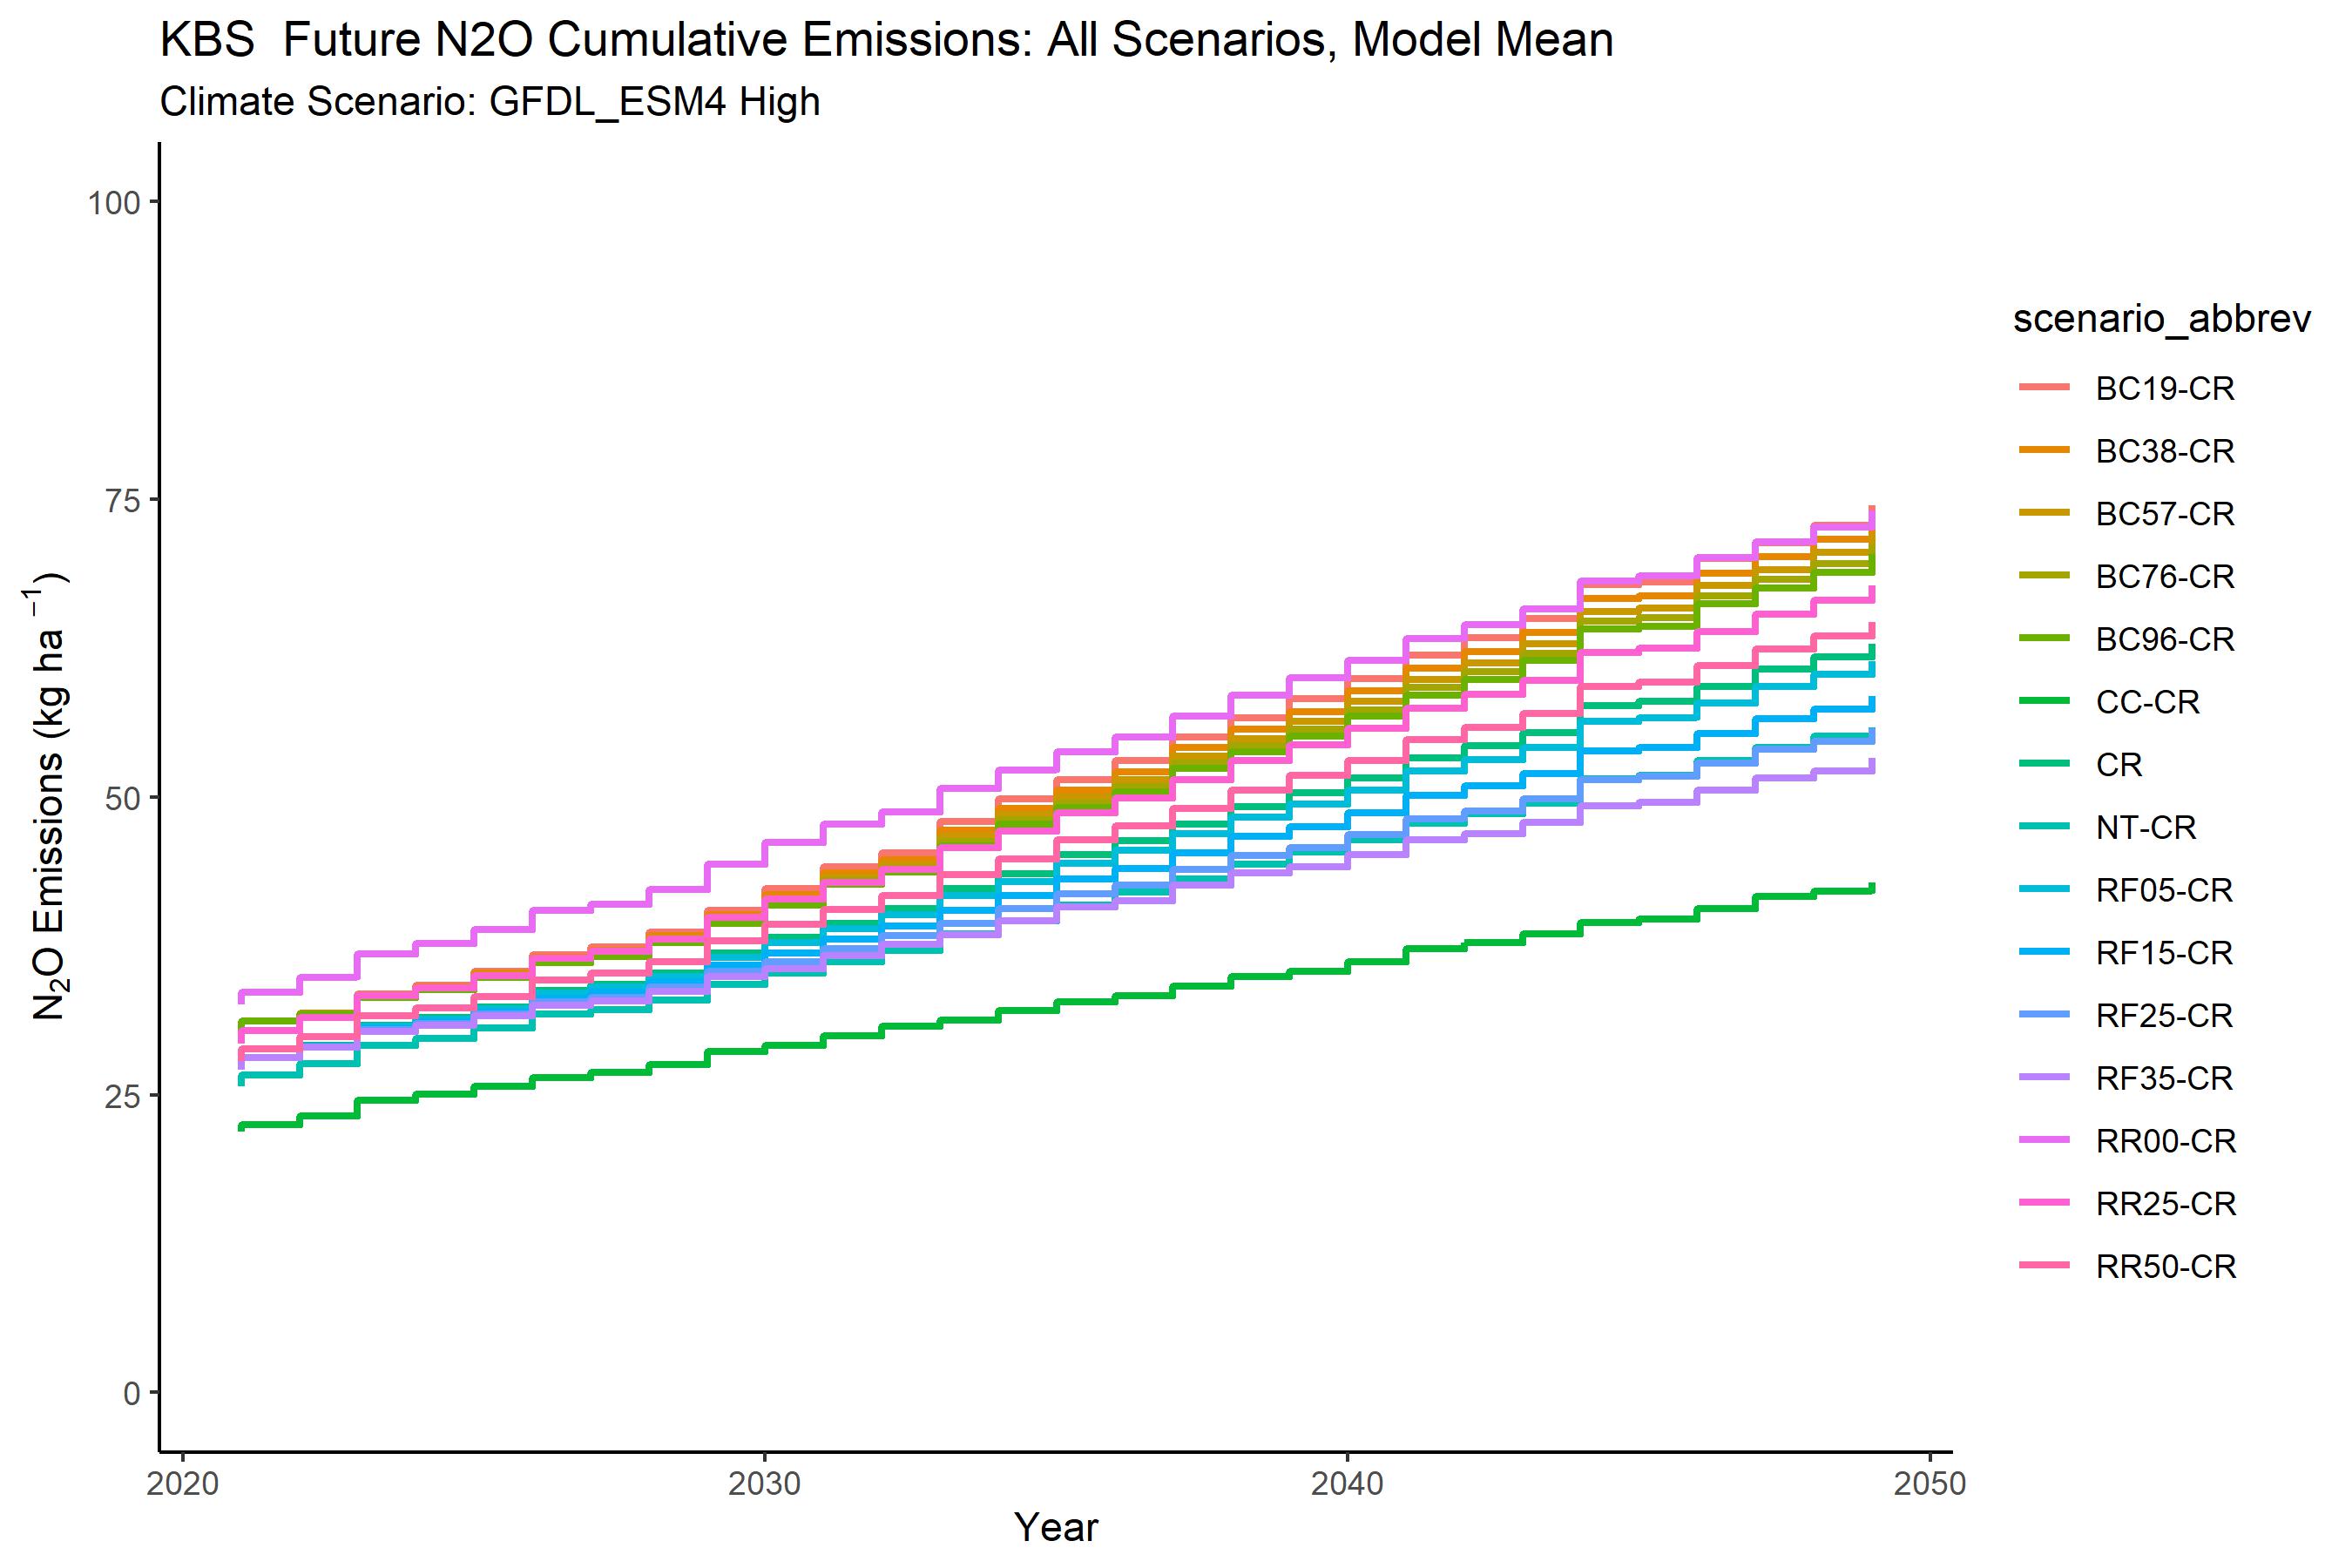 KBS  Future N2O Cumulative Emissions: All Scenarios, Model Mean
Climate Scenario: GFDL_ESM4 High
N₂O Emissions (kg ha ⁻¹)
100
75
50
25
0
2020
2030
2040
2050
Year
scenario_abbrev
BC19-CR
BC38-CR
BC57-CR
BC76-CR
BC96-CR
CC-CR
CR
NT-CR
RF05-CR
RF15-CR
RF25-CR
RF35-CR
RR00-CR
RR25-CR
RR50-CR